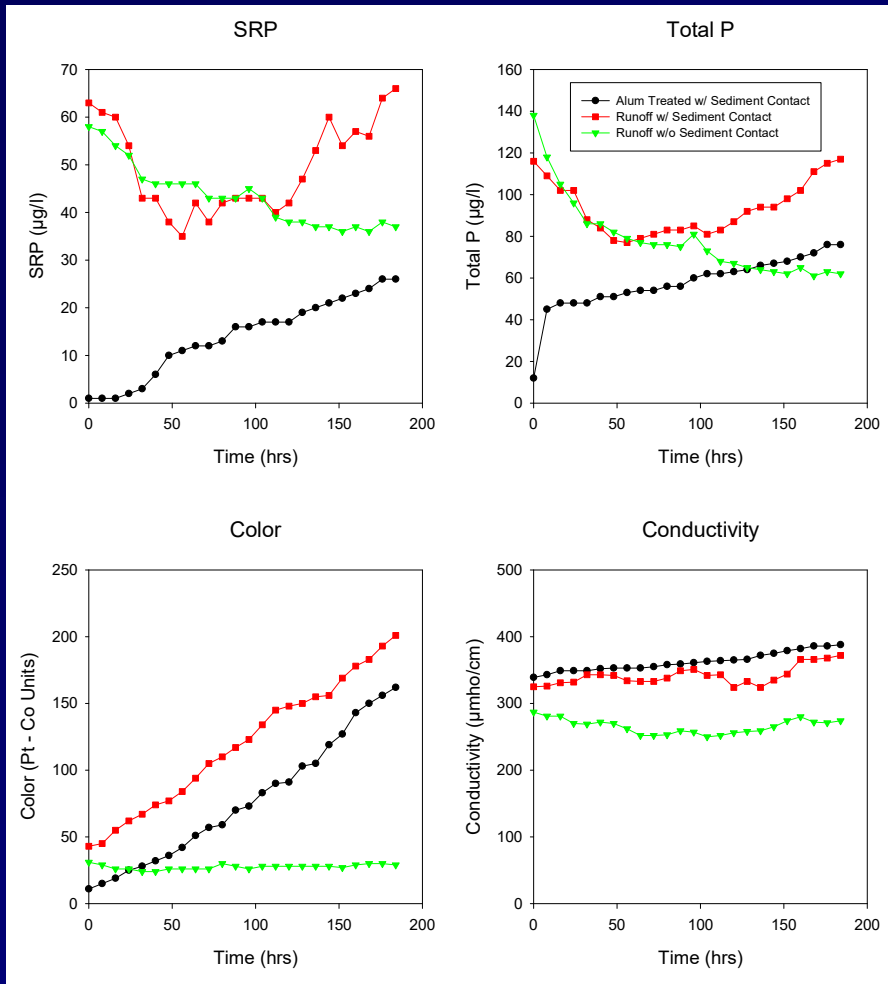 SRP
70
60
50
40
30
20
10
0
SRP (µg/l)
0 50 100 150 200
Time (hrs)
Total P
160
140
120
100
80
60
40
20
0
Total P (µg/l)
Alum Treated w/ Sediment Contact
Runoff w/ Sediment Contact
Runoff w/o Sediment Contact
0 50 100 150 200
Time (hrs)
Color
250
200
150
100
50
0
Color (Pt - Co Units)
0 50 100 150 200
Time (hrs)
Conductivity
500
400
300
200
100
0
Conductivity (µmho/cm)
0 50 100 150 200
Time (hrs)